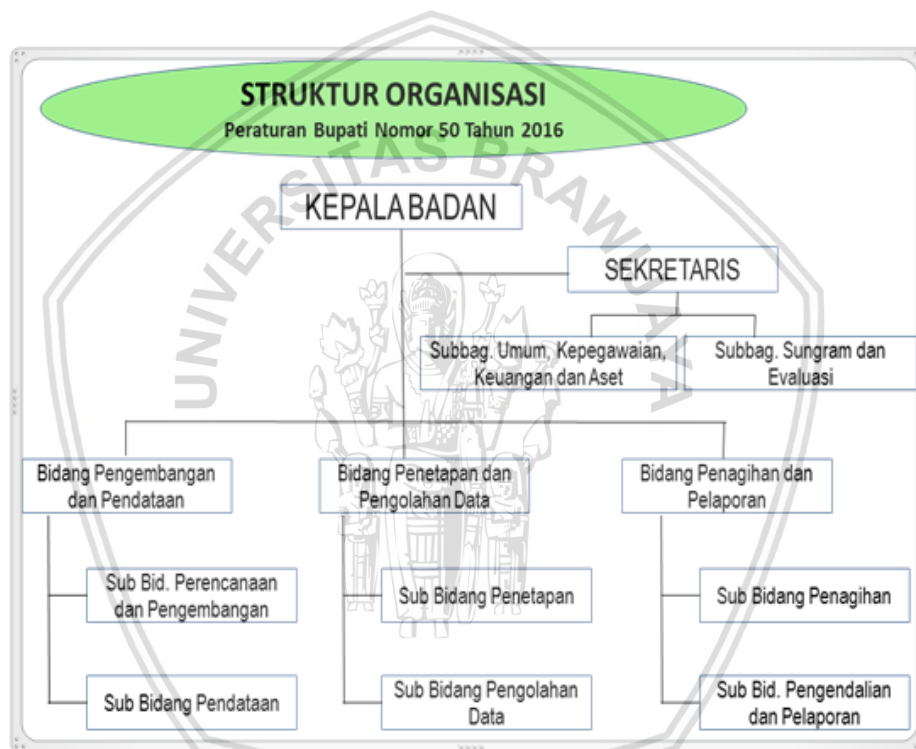 STRUKTUR ORGANISASI
Peraturan Bupati Nomor 50 Tahun 2016
UNIVERSITAS BRAWIJAYA
KEPALA BADAN
SEKRETARIS
Subbag. Umum, Kepegawaian,
Keuangan dan Aset
Subbag. Sungram dan
Evaluasi
Bidang Pengembangan
dan Pendataan
Bidang Penetapan dan
Pengolahan Data
Bidang Penagihan dan
Pelaporan
Sub Bid. Perencanaan
dan Pengembangan
Sub Bidang Penetapan
Sub Bidang Penagihan
Sub Bidang Pendataan
Sub Bidang Pengolahan
Data
Sub Bid. Pengendalian
dan Pelaporan